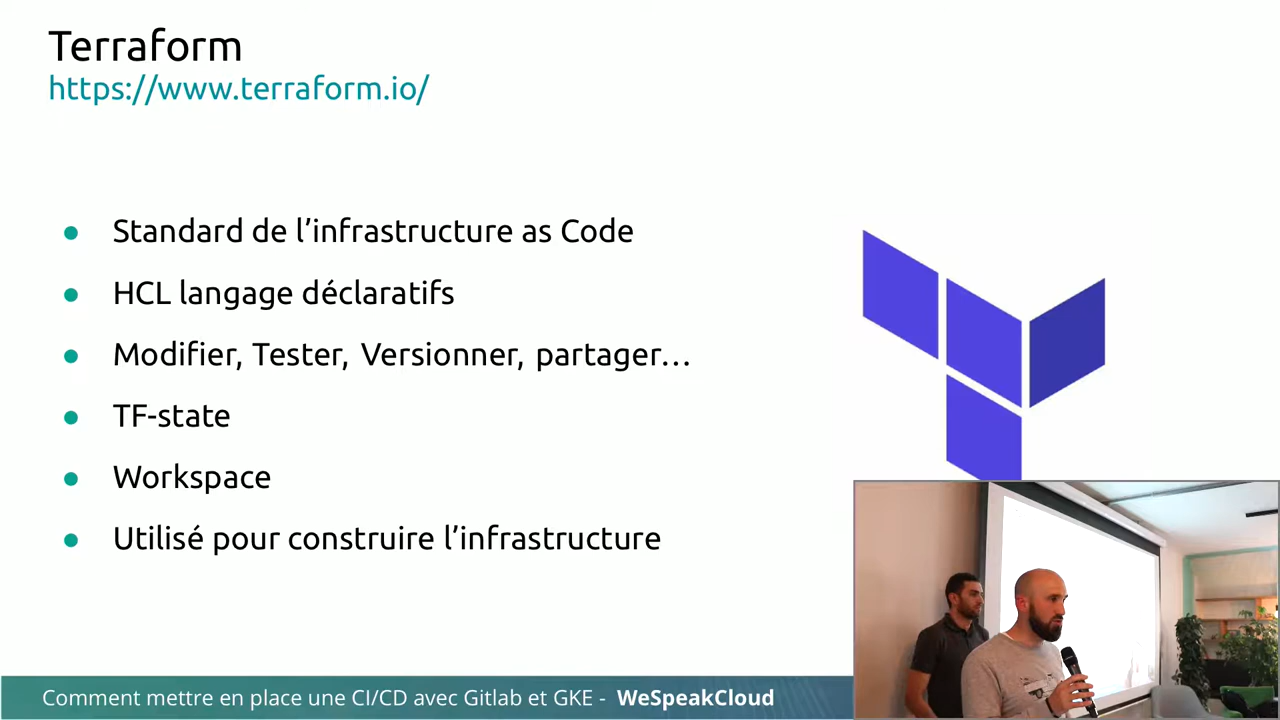 Terraform
https://www.terraform.io/
● Standard de l’infrastructure as Code
● HCL langage déclaratifs
● Modifier, Tester, Versionner, partager…
● TF-state
● Workspace
● Utilisé pour construire l’infrastructure
Comment mettre en place une CI/CD avec Gitlab et GKE - WeSpeakCloud